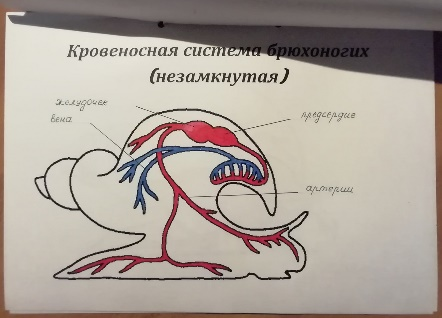 Кровеносная система брюхоногих
(незамкнутая)
желудочек
вена
предсердие
артерии